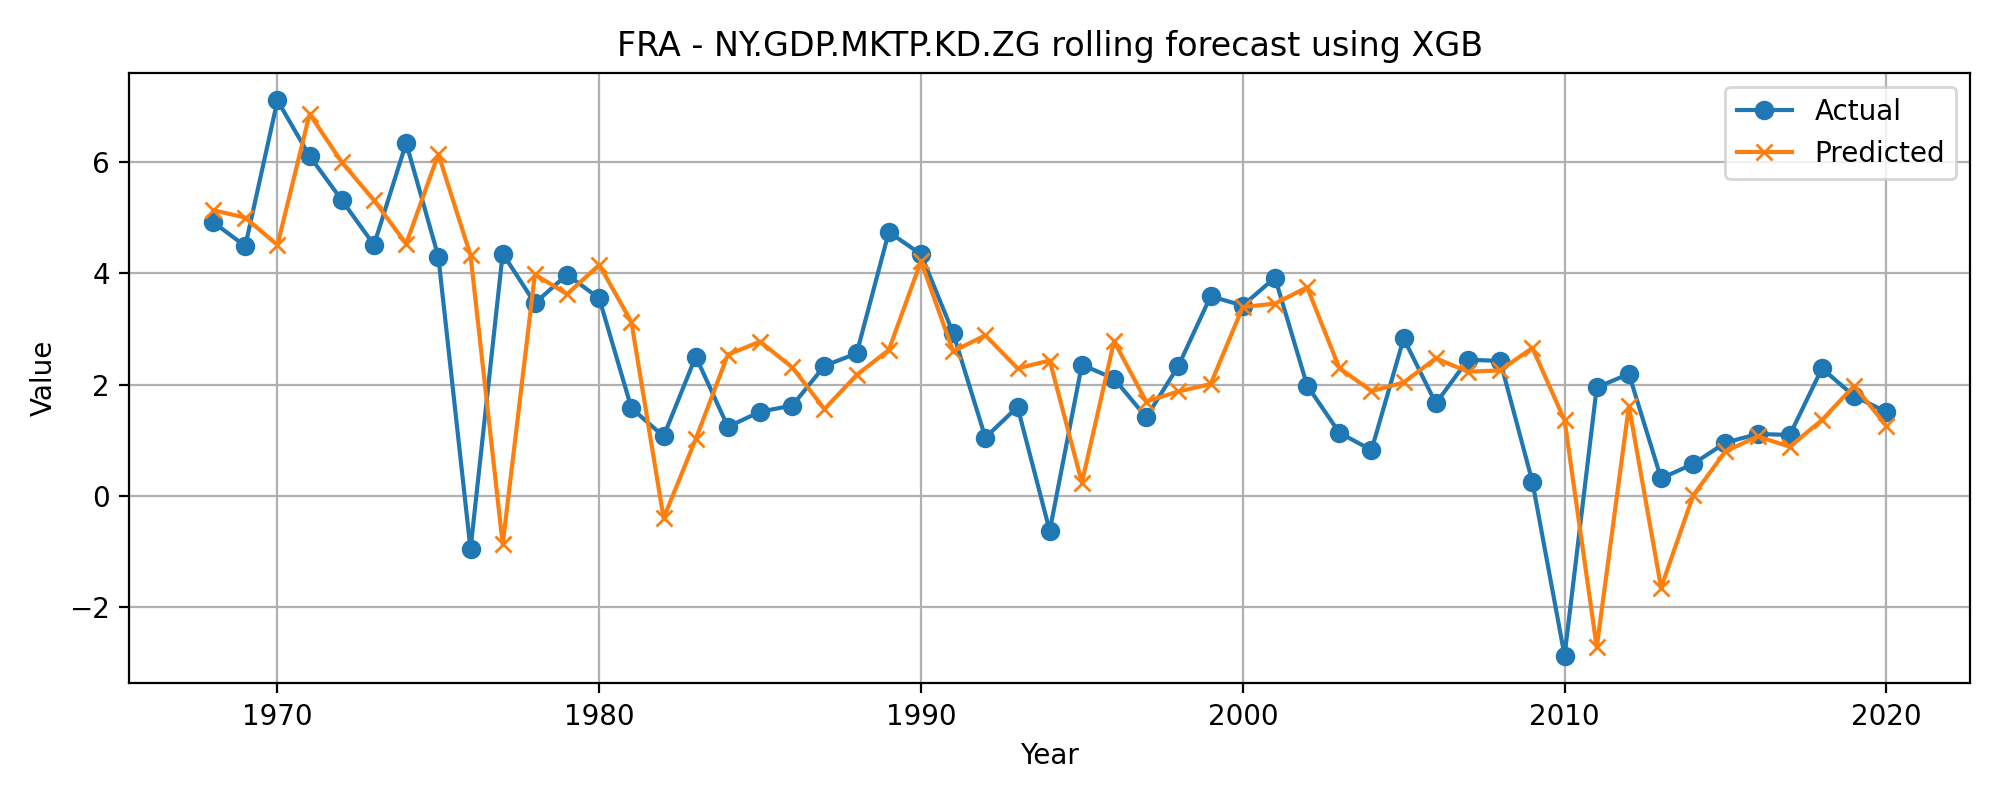 FRA - NY.GDP.MKTP.KD.ZG rolling forecast using XGB
Actual
Predicted
Value
6
4
2
0
−2
1970 1980 1990 2000 2010 2020
Year